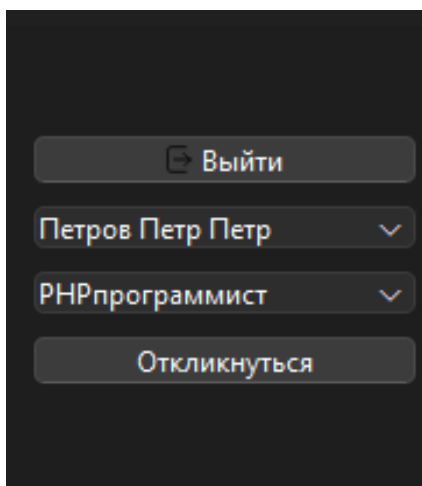 Выйти
Петров Петр Петр
PHPпрограммист
Откликнуться